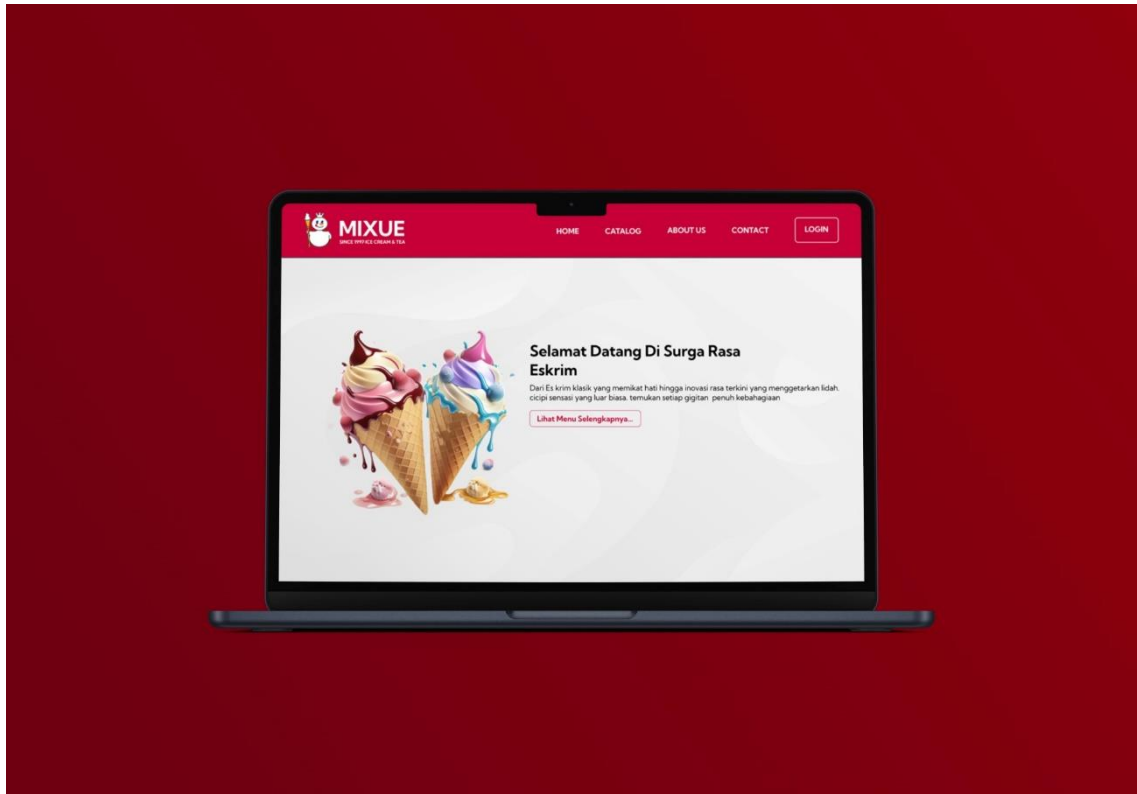 MIXUE
SINCE 1997 ICE CREAM & TEA
HOME CATALOG ABOUT US CONTACT LOGIN
Selamat Datang Di Surga Rasa
Eskrim
Dari Es krim klasik yang memikat hati hingga inovasi rasa terkini yang menggetarkan lidah.
cicipi sensasi yang luar biasa. temukan setiap gigitan penuh kebahagiaan
Lihat Menu Selengkapnya...